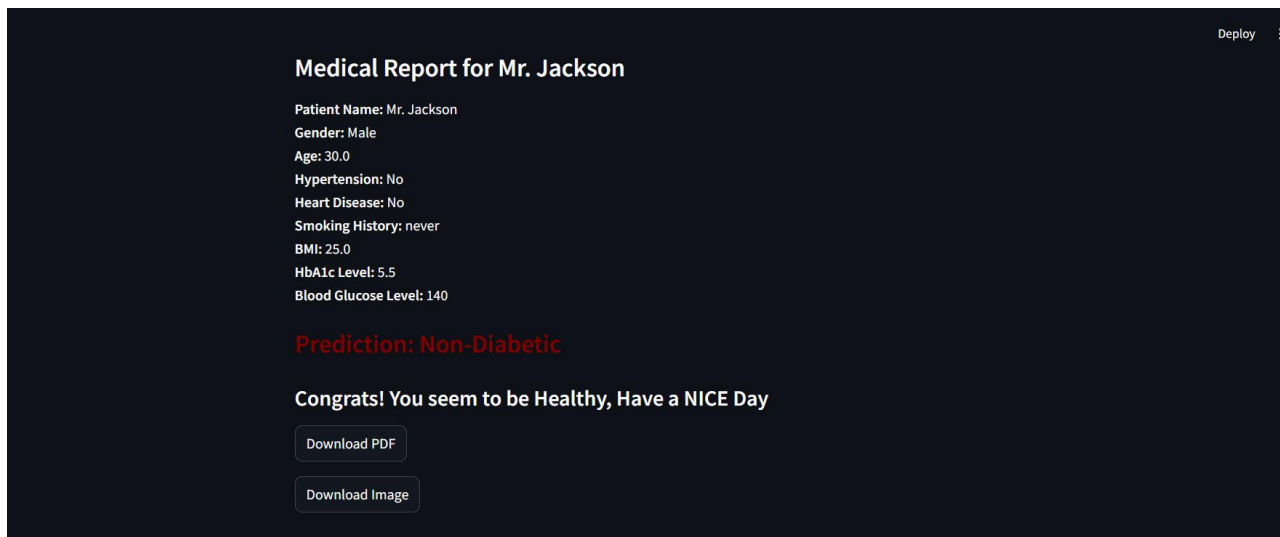 Deploy
Medical Report for Mr. Jackson
Patient Name: Mr. Jackson
Gender: Male
Age: 30.0
Hypertension: No
Heart Disease: No
Smoking History: never
BMI: 25.0
HbA1c Level: 5.5
Blood Glucose Level: 140
Prediction: Non-Diabetic
Congrats! You seem to be Healthy, Have a NICE Day
Download PDF
Download Image